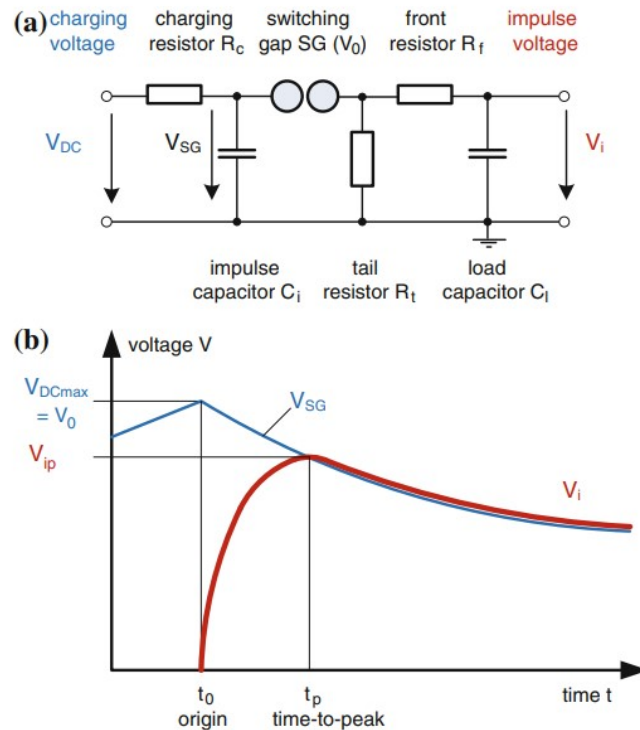 (a)
charging voltage
charging resistor Rc
switching gap SG (V0)
front resistor Rf
impulse voltage
VDC
VSG
Vi
impulse capacitor Ci
tail resistor Rt
load capacitor Cl
(b)
voltage V
VDCmax
= V0
VSG
Vip
Vi
t0
origin
tp
time-to-peak
time t